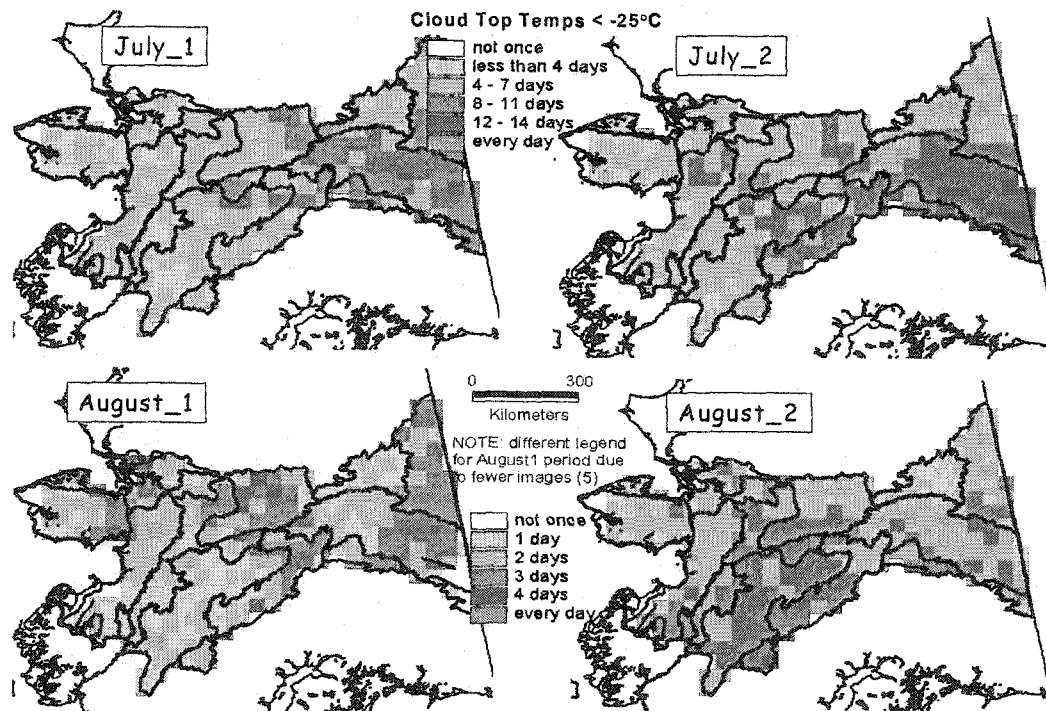 Cloud Top Temps < -25°C
July_1
not once
less than 4 days
4 - 7 days
8 - 11 days
12 - 14 days
every day
July_2
August_1
0 300
Kilometers
NOTE: different legend
for August1 period due
to fewer images (5)
not once
1 day
2 days
3 days
4 days
every day
August_2